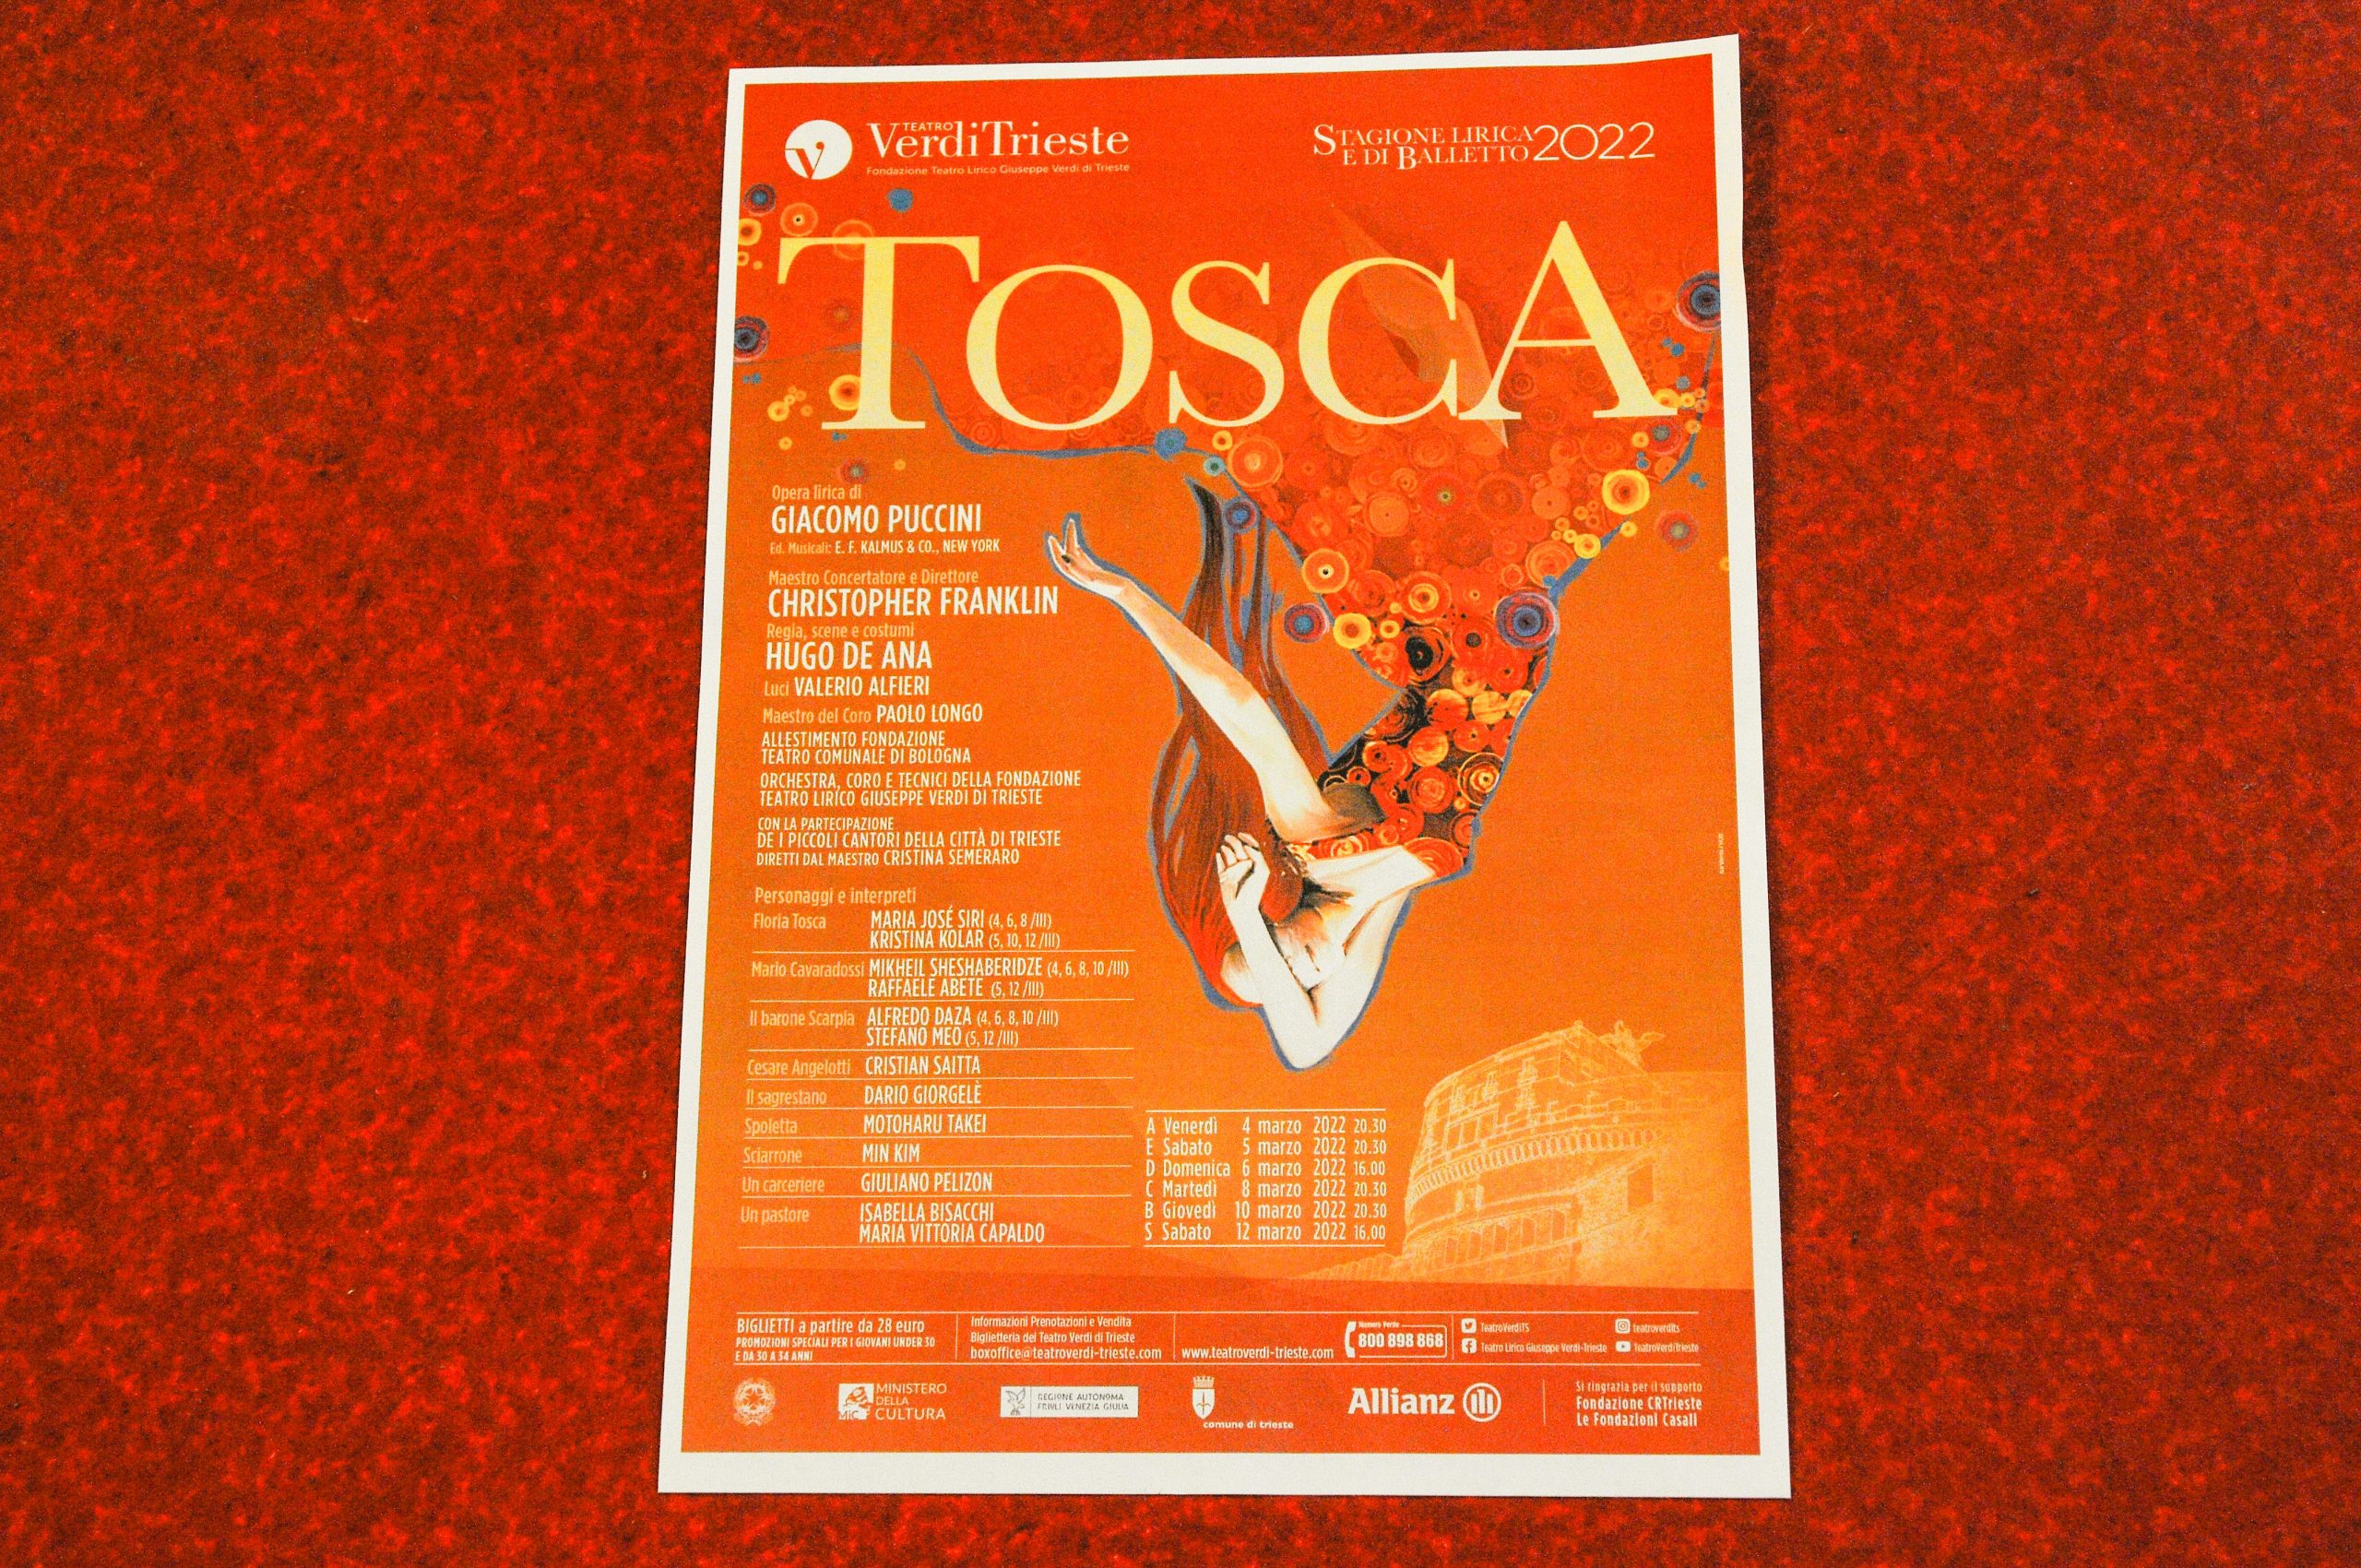 TEATRO
VerdiTrieste
Fondazione Teatro Lirico Giuseppe Verdi di Trieste
STAGIONE LIRICA
E DI BALLETTO 2022
TOSCA
Opera lirica di
GIACOMO PUCCINI
Ed. Musicali: E. F. KALMUS & CO., NEW YORK
Maestro Concertatore e Direttore
CHRISTOPHER FRANKLIN
Regia, scene e costumi
HUGO DE ANA
Luci VALERIO ALFIERI
Maestro del Coro PAOLO LONGO
ALLESTIMENTO FONDAZIONE
TEATRO COMUNALE DI BOLOGNA
ORCHESTRA, CORO E TECNICI DELLA FONDAZIONE
TEATRO LIRICO GIUSEPPE VERDI DI TRIESTE
CON LA PARTECIPAZIONE
DE I PICCOLI CANTORI DELLA CITTÀ DI TRIESTE
DIRETTI DAL MAESTRO CRISTINA SEMERARO
Personaggi e interpreti
Floria Tosca MARIA JOSÉ SIRI (4, 6, 8 /III)
KRISTINA KOLAR (5, 10, 12 /III)
Mario Cavaradossi MIKHEIL SHESHABERIDZE (4, 6, 8, 10 /III)
RAFFAELE ABETE (5, 12 /III)
Il barone Scarpia ALFREDO DAZA (4, 6, 8, 10 /III)
STEFANO MEO (5, 12 /III)
Cesare Angelotti CRISTIAN SAITTA
Il sagrestano DARIO GIORGELÈ
Spoletta MOTOHARU TAKEI
Sciarrone MIN KIM
Un carceriere GIULIANO PELIZON
Un pastore ISABELLA BISACCHI
MARIA VITTORIA CAPALDO
A Venerdì 4 marzo 2022 20.30
E Sabato 5 marzo 2022 20.30
D Domenica 6 marzo 2022 16.00
C Martedì 8 marzo 2022 20.30
B Giovedì 10 marzo 2022 20.30
S Sabato 12 marzo 2022 16.00
BIGLIETTI a partire da 28 euro
PROMOZIONI SPECIALI PER I GIOVANI UNDER 30
E DA 30 A 34 ANNI
Informazioni Prenotazioni e Vendita
Biglietteria del Teatro Verdi di Trieste
boxoffice@teatroverdi-trieste.com
www.teatroverdi-trieste.com
Numero Verde
800 898 868
TeatroVerdiTS
Teatro Lirico Giuseppe Verdi-Trieste
teatroverdits
TeatroVerdiTrieste
MiC MINISTERO
DELLA
CULTURA
REGIONE AUTONOMA
FRIULI VENEZIA GIULIA
comune di trieste
Allianz
Si ringrazia per il supporto
Fondazione CRTrieste
Le Fondazioni Casali